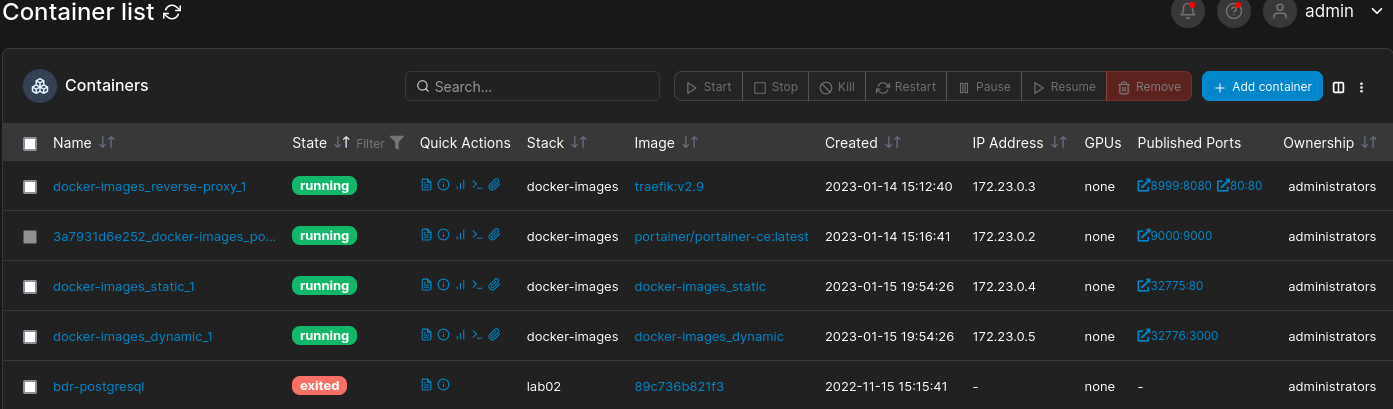 Container list admin
Containers Search... Start Stop Kill Restart Pause Resume Remove + Add container
Name State Filter Quick Actions Stack Image Created IP Address GPUs Published Ports Ownership
docker-images_reverse-proxy_1 running docker-images traefik:v2.9 2023-01-14 15:12:40 172.23.0.3 none 8999:8080 80:80 administrators
3a7931d6e252_docker-images_po... running docker-images portainer/portainer-ce:latest 2023-01-14 15:16:41 172.23.0.2 none 9000:9000 administrators
docker-images_static_1 running docker-images docker-images_static 2023-01-15 19:54:26 172.23.0.4 none 32775:80 administrators
docker-images_dynamic_1 running docker-images docker-images_dynamic 2023-01-15 19:54:26 172.23.0.5 none 32776:3000 administrators
bdr-postgresql exited lab02 89c736b821f3 2022-11-15 15:15:41 - none - administrators